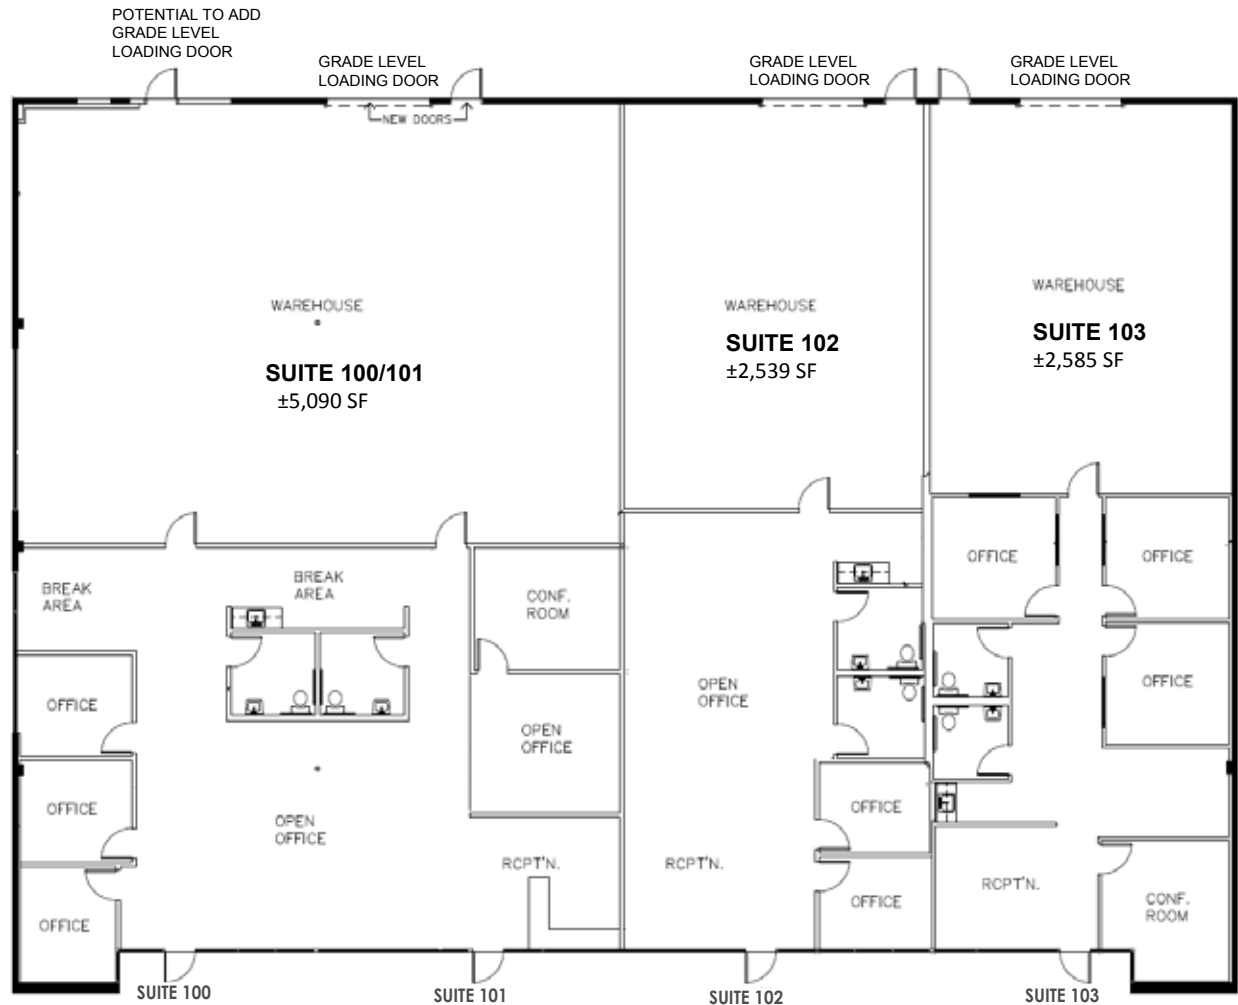 POTENTIAL TO ADD
GRADE LEVEL
LOADING DOOR
GRADE LEVEL
LOADING DOOR
GRADE LEVEL
LOADING DOOR
GRADE LEVEL
LOADING DOOR
NEW DOORS
WAREHOUSE
SUITE 100/101
±5,090 SF
WAREHOUSE
SUITE 102
±2,539 SF
WAREHOUSE
SUITE 103
±2,585 SF
BREAK
AREA
BREAK
AREA
CONF.
ROOM
OFFICE
OFFICE
OFFICE
OPEN
OFFICE
OPEN
OFFICE
RCPT'N.
OPEN
OFFICE
RCPT'N.
OFFICE
OFFICE
OFFICE
OFFICE
OFFICE
RCPT'N.
CONF.
ROOM
SUITE 100
SUITE 101
SUITE 102
SUITE 103